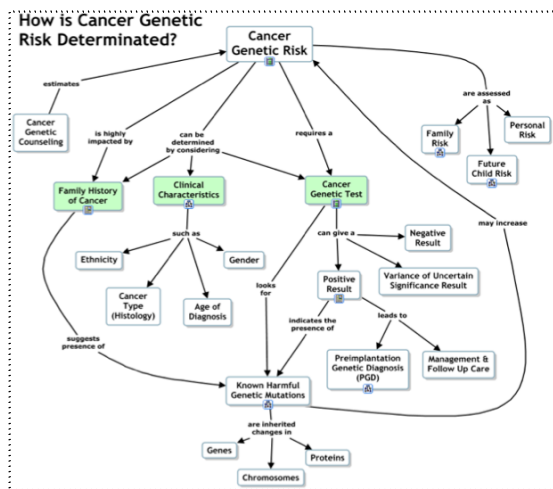 How is Cancer Genetic
Risk Determinated?
Cancer
Genetic Risk
estimates
are assessed
as
Cancer
Genetic
Counseling
is highly
impacted by
can be
determined
by considering
requires a
Family
Risk
Personal
Risk
Future
Child Risk
Family History
of Cancer
Clinical
Characteristics
Cancer
Genetic Test
may increase
such as
can give a
Negative
Result
Ethnicity
Gender
Variance of Uncertain
Significance Result
looks
for
Positive
Result
Cancer
Type
(Histology)
Age of
Diagnosis
indicates the
presence of
leads to
suggests
presence of
Preimplantation
Genetic Diagnosis
(PGD)
Management &
Follow Up Care
Known Harmful
Genetic Mutations
are inherited
changes in
Genes
Proteins
Chromosomes